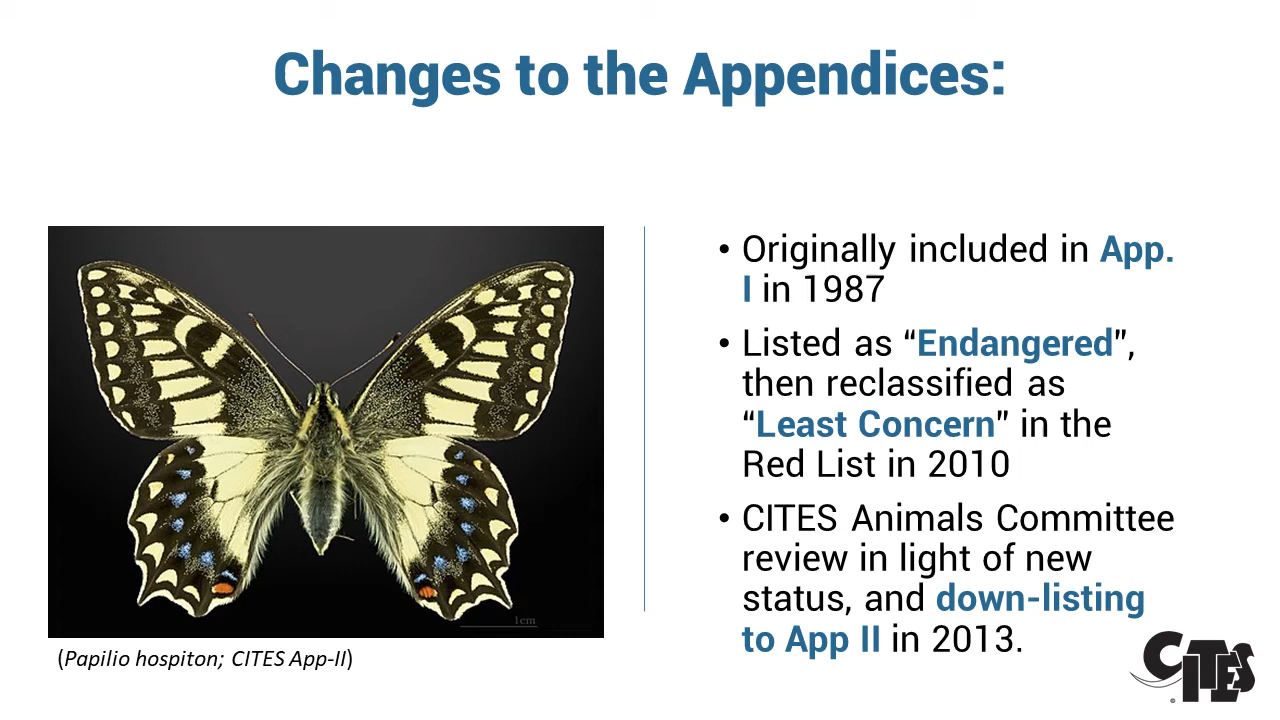 Changes to the Appendices:
• Originally included in App.
I in 1987
• Listed as “Endangered”,
then reclassified as
“Least Concern” in the
Red List in 2010
• CITES Animals Committee
review in light of new
status, and down-listing
to App II in 2013.
1cm
(Papilio hospiton; CITES App-II)
CITES
©